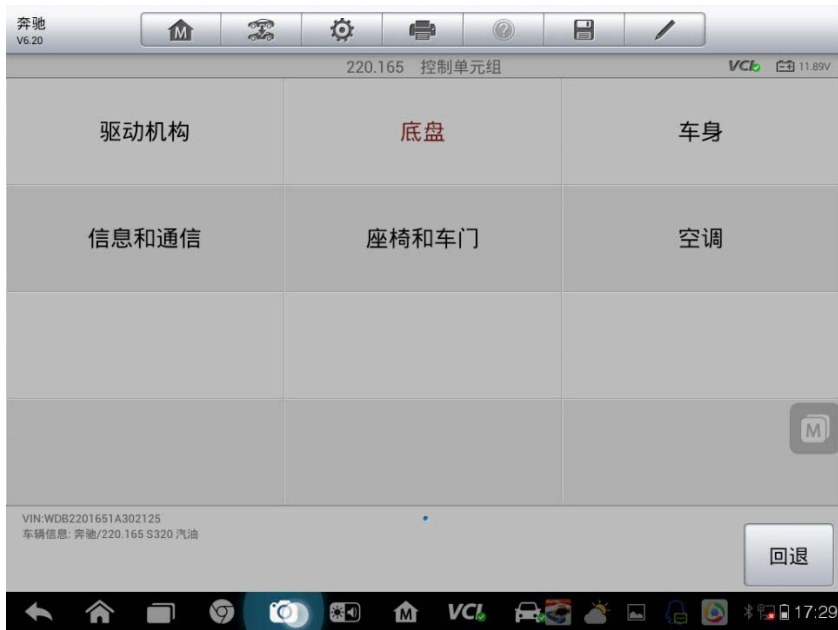 奔驰
V6.20
M
220.165 控制单元组
VCI
11.89V
驱动机构
底盘
车身
信息和通信
座椅和车门
空调
M
VIN:WDB2201651A302125
车辆信息: 奔驰/220.165 S320 汽油
回退
M
VCI
17:29